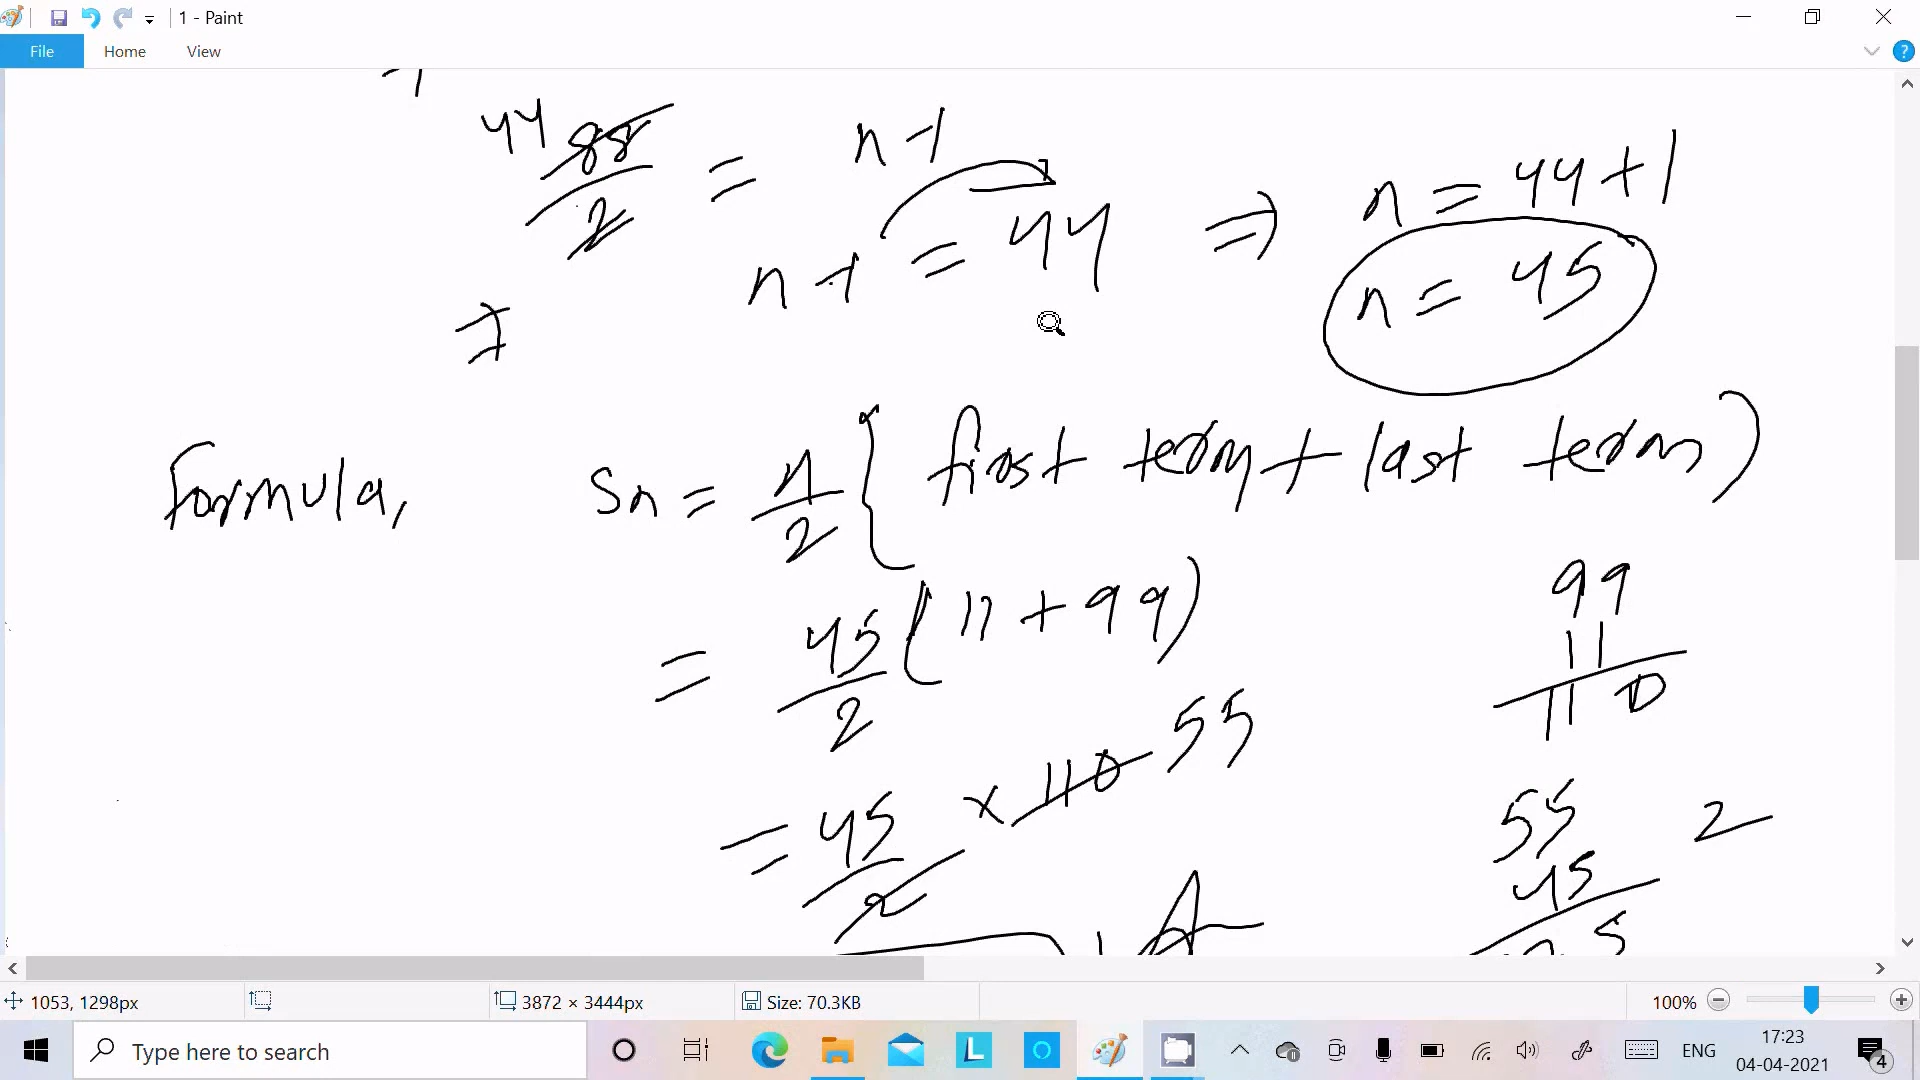 1 - Paint
File Home View
44 88/2 = n-1
⇒ n-1 = 44 ⇒ n = 44+1
n = 45
Formula, Sn = n/2 { first term + last term)
= 45/2 (11 + 99)
99
11
110
= 45/2 × 110 55
55 2
45
1053, 1298px 3872 × 3444px Size: 70.3KB 100%
Type here to search
ENG 17:23
04-04-2021
4